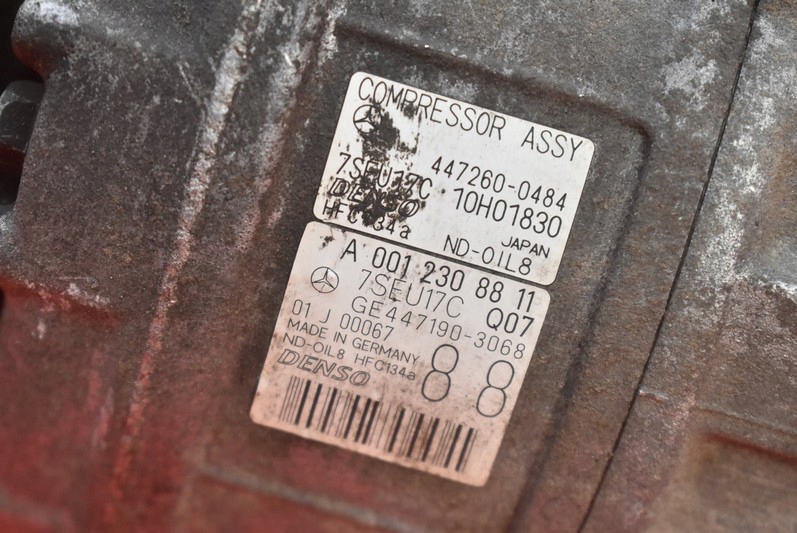 COMPRESSOR ASSY
447260-0484
7SEU17C 10H01830
DENSO JAPAN
HFC134a ND-OIL8
A 001 230 88 11
7SEU17C Q07
GE447190-3068
01 J 00067
MADE IN GERMANY
ND-OIL8 HFC134a
DENSO
88